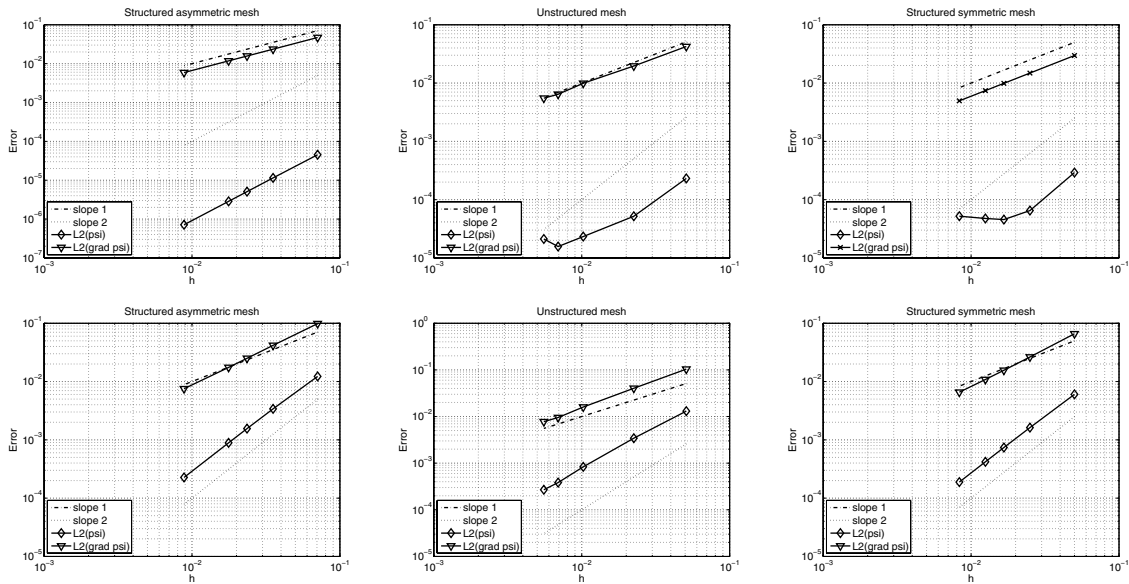 Structured asymmetric mesh
10⁻¹
10⁻²
10⁻³
10⁻⁴
10⁻⁵
10⁻⁶
10⁻⁷
Error
slope 1
slope 2
L2(psi)
L2(grad psi)
10⁻³
10⁻²
10⁻¹
h
Unstructured mesh
10⁻¹
10⁻²
10⁻³
10⁻⁴
10⁻⁵
Error
slope 1
slope 2
L2(psi)
L2(grad psi)
10⁻³
10⁻²
10⁻¹
h
Structured symmetric mesh
10⁻¹
10⁻²
10⁻³
10⁻⁴
10⁻⁵
Error
slope 1
slope 2
L2(psi)
L2(grad psi)
10⁻³
10⁻²
10⁻¹
h
Structured asymmetric mesh
10⁻¹
10⁻²
10⁻³
10⁻⁴
10⁻⁵
Error
slope 1
slope 2
L2(psi)
L2(grad psi)
10⁻³
10⁻²
10⁻¹
h
Unstructured mesh
10⁰
10⁻¹
10⁻²
10⁻³
10⁻⁴
10⁻⁵
Error
slope 1
slope 2
L2(psi)
L2(grad psi)
10⁻³
10⁻²
10⁻¹
h
Structured symmetric mesh
10⁻¹
10⁻²
10⁻³
10⁻⁴
10⁻⁵
Error
slope 1
slope 2
L2(psi)
L2(grad psi)
10⁻³
10⁻²
10⁻¹
h